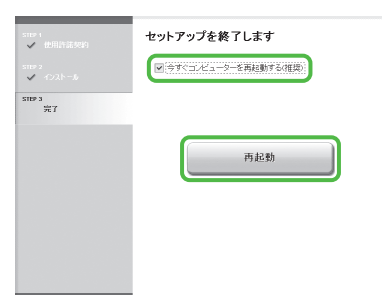 STEP 1
使用許諾契約
STEP 2
インストール
STEP 3
完了
セットアップを終了します
今すぐコンピューターを再起動する(推奨)
再起動